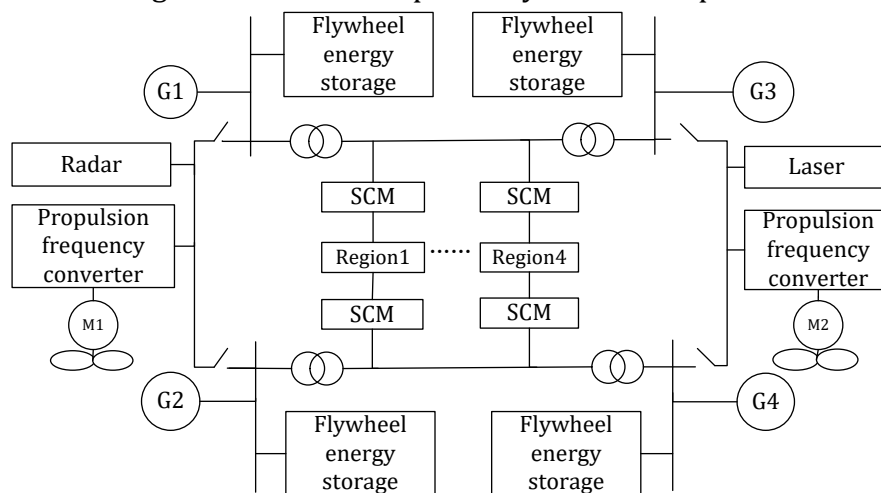 Flywheel
energy
storage
Flywheel
energy
storage
G1
G3
Radar
SCM
SCM
Laser
Propulsion
frequency
converter
Region1
......
Region4
Propulsion
frequency
converter
M1
SCM
SCM
M2
G2
G4
Flywheel
energy
storage
Flywheel
energy
storage